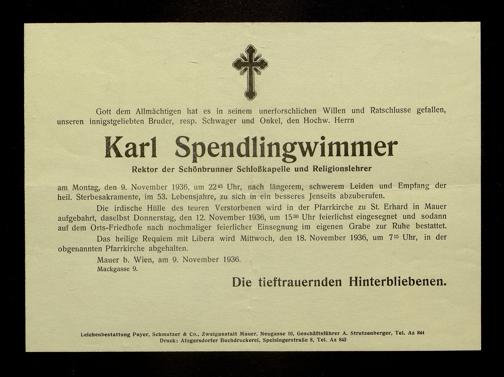 Gott dem Allmächtigen hat es in seinem unerforschlichen Willen und Ratschlusse gefallen,
unseren innigstgeliebten Bruder, resp. Schwager und Onkel, den Hochw. Herrn
Karl Spendlingwimmer
Rektor der Schönbrunner Schloßkapelle und Religionslehrer
am Montag, den 9. November 1936, um 22⁴⁵ Uhr, nach längerem, schwerem Leiden und Empfang der
heil. Sterbesakramente, im 53. Lebensjahre, zu sich in ein besseres Jenseits abzuberufen.
Die irdische Hülle des teuren Verstorbenen wird in der Pfarrkirche zu St. Erhard in Mauer
aufgebahrt, daselbst Donnerstag, den 12. November 1936, um 15³⁰ Uhr feierlichst eingesegnet und sodann
auf dem Orts-Friedhofe nach nochmaliger feierlicher Einsegnung im eigenen Grabe zur Ruhe bestattet.
Das heilige Requiem mit Libera wird Mittwoch, den 18. November 1936, um Uhr, in der
obgenannten Pfarrkirche abgehalten.
Mauer b. Wien, am 9. November 1936.
Mackgasse 9.
Die tieftrauernden Hinterbliebenen.
Leichenbestattung Payer, Schmutzer & Co., Zweiganstalt Mauer, Neugasse 10, Geschäftsführer A. Stratzenberger, Tel. A₈ 844
Druck: Atzgersdorfer Buchdruckerei, Speisingerstraße 8, Tel. A₈